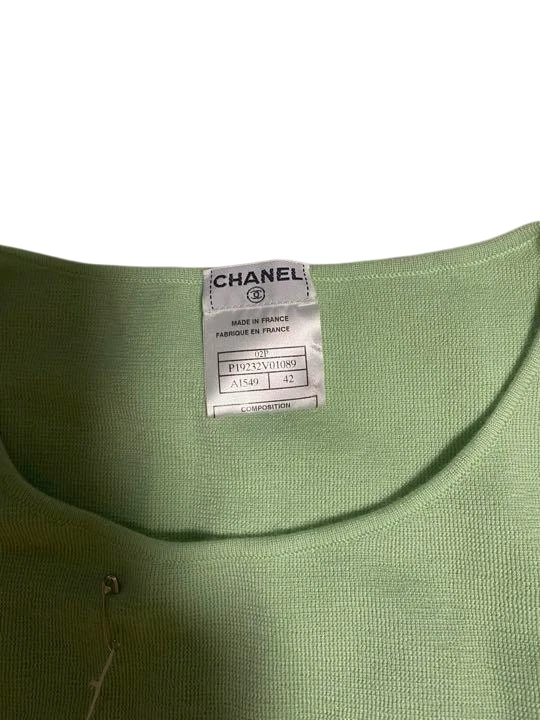 CHANEL
MADE IN FRANCE
FABRIQUE EN FRANCE
02P
P19232V01089
A1549 42
COMPOSITION